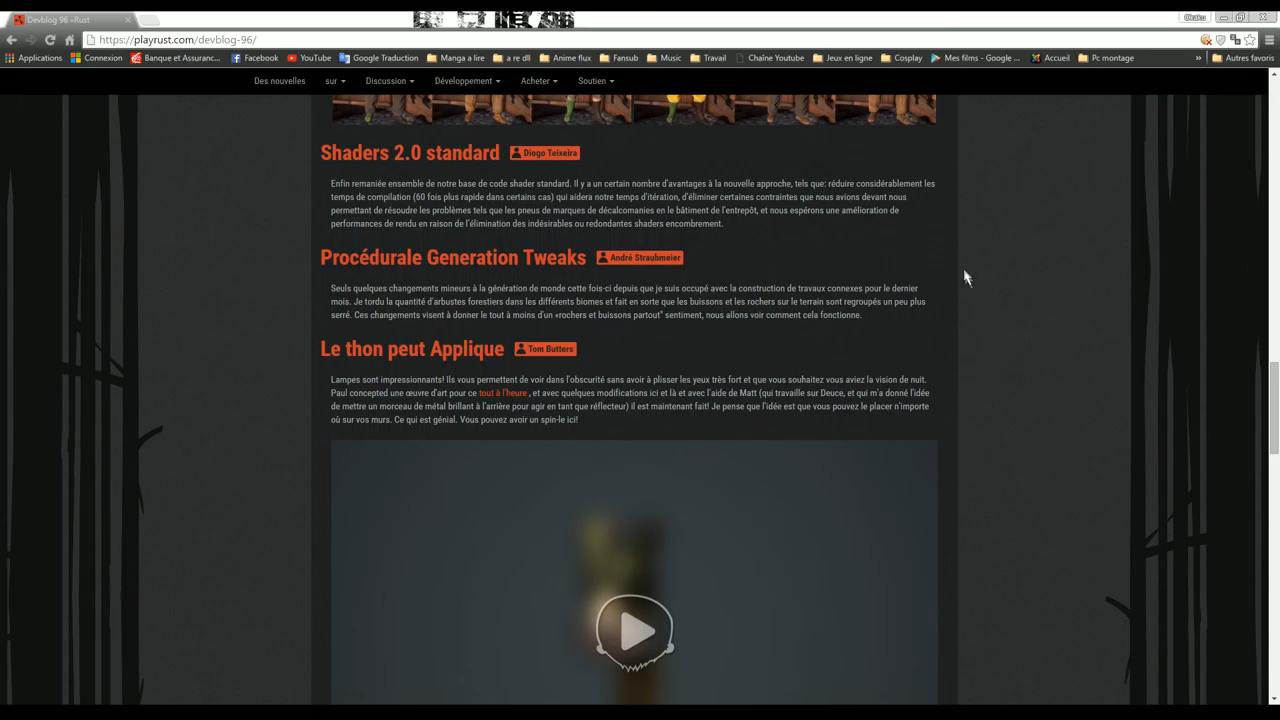 Devblog 96 «Rust
Okaku
https://playrust.com/devblog-96/
Applications Connexion Banque et Assuranc... Facebook YouTube Google Traduction Manga a lire a re dl Anime flux Fansub Music Travail Chaîne Youtube Jeux en ligne Cosplay Mes films - Google ... Accueil Pc montage » Autres favoris
Des nouvelles sur Discussion Développement Acheter Soutien
Shaders 2.0 standard Diogo Teixeira
Enfin remaniée ensemble de notre base de code shader standard. Il y a un certain nombre d'avantages à la nouvelle approche, tels que: réduire considérablement les
temps de compilation (60 fois plus rapide dans certains cas) qui aidera notre temps d'itération, d'éliminer certaines contraintes que nous avions devant nous
permettant de résoudre les problèmes tels que les pneus de marques de décalcomanies en le bâtiment de l'entrepôt, et nous espérons une amélioration de
performances de rendu en raison de l'élimination des indésirables ou redondantes shaders encombrement.
Procédurale Generation Tweaks André Straubmeier
Seuls quelques changements mineurs à la génération de monde cette fois-ci depuis que je suis occupé avec la construction de travaux connexes pour le dernier
mois. Je tordu la quantité d'arbustes forestiers dans les différents biomes et fait en sorte que les buissons et les rochers sur le terrain sont regroupés un peu plus
serré. Ces changements visent à donner le tout à moins d'un «rochers et buissons partout" sentiment, nous allons voir comment cela fonctionne.
Le thon peut Applique Tom Butters
Lampes sont impressionnants! Ils vous permettent de voir dans l'obscurité sans avoir à plisser les yeux très fort et que vous souhaitez vous aviez la vision de nuit.
Paul concepted une œuvre d'art pour ce tout à l'heure , et avec quelques modifications ici et là et avec l'aide de Matt (qui travaille sur Deuce, et qui m'a donné l'idée
de mettre un morceau de métal brillant à l'arrière pour agir en tant que réflecteur) il est maintenant fait! Je pense que l'idée est que vous pouvez le placer n'importe
où sur vos murs. Ce qui est génial. Vous pouvez avoir un spin-le ici!